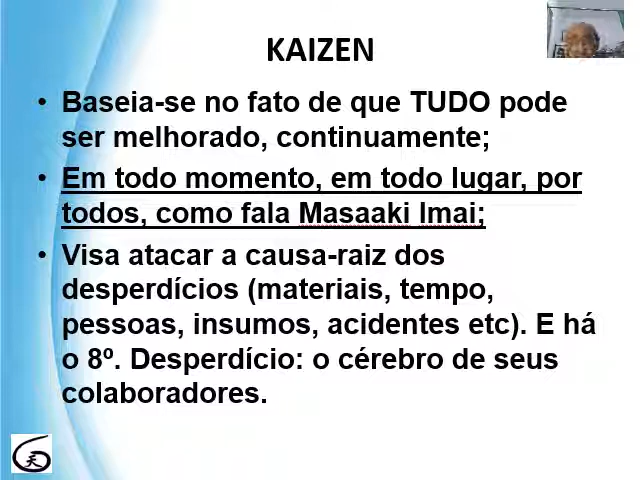 KAIZEN
• Baseia-se no fato de que TUDO pode
ser melhorado, continuamente;
• Em todo momento, em todo lugar, por
todos, como fala Masaaki Imai;
• Visa atacar a causa-raiz dos
desperdícios (materiais, tempo,
pessoas, insumos, acidentes etc). E há
o 8º. Desperdício: o cérebro de seus
colaboradores.